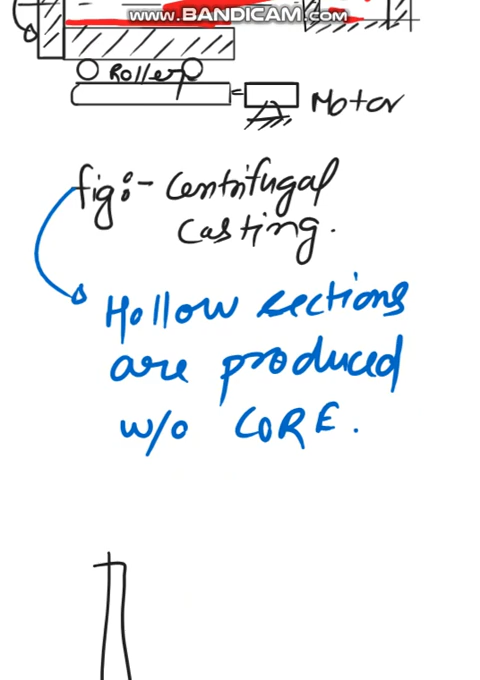 www.BANDICAM.com
Roller
Motor
fig:- Centrifugal
Casting.
Hollow sections
are produced
w/o CORE.